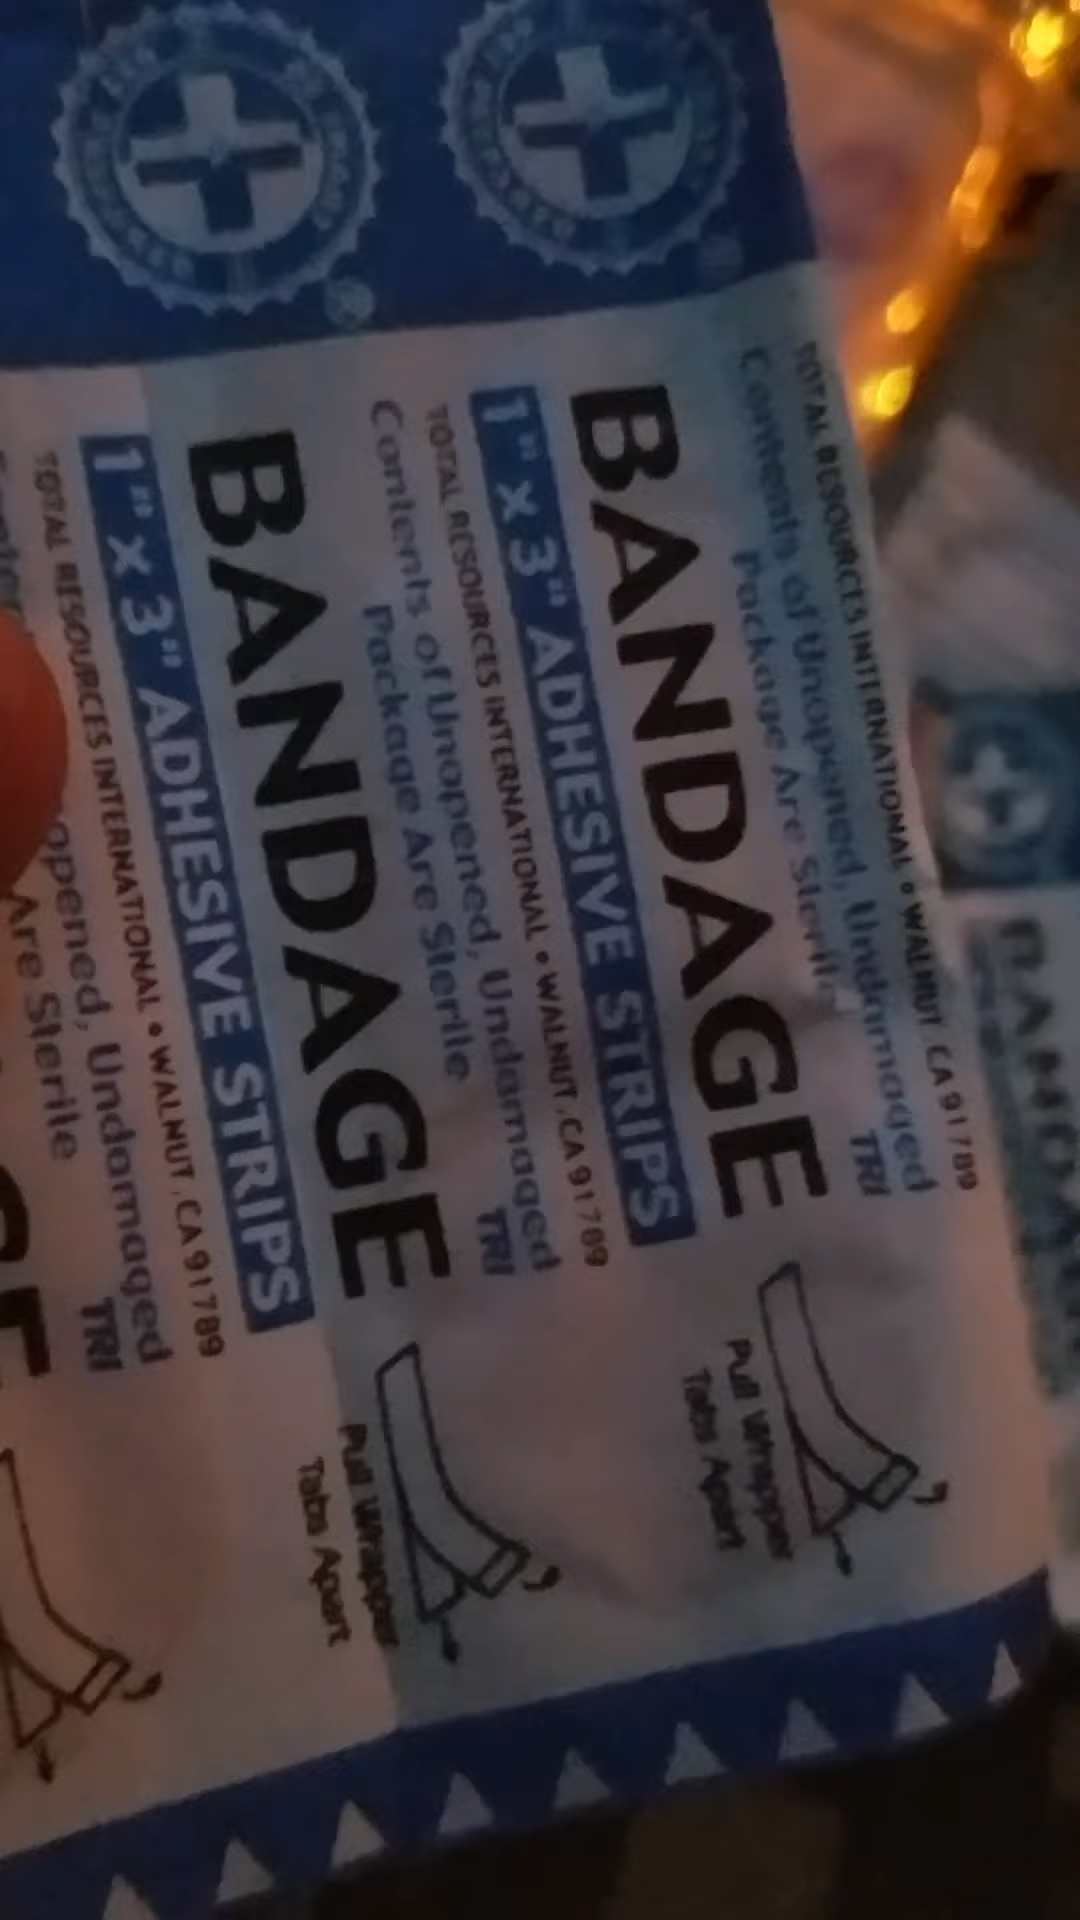 BANDAGE
1" x 3" ADHESIVE STRIPS
TOTAL RESOURCES INTERNATIONAL • WALNUT, CA 91789
Contents of Unopened, Undamaged
Package Are Sterile
TRI
Pull Wrapper
Tabs Apart
BANDAGE
1" x 3" ADHESIVE STRIPS
TOTAL RESOURCES INTERNATIONAL • WALNUT, CA 91789
opened, Undamaged
Are Sterile
TRI
Pull Wrapper
Tabs Apart
TOTAL RESOURCES INTERNATIONAL • WALNUT, CA 91789
Contents of Unopened, Undamaged
Package Are Sterile
TRI
GE